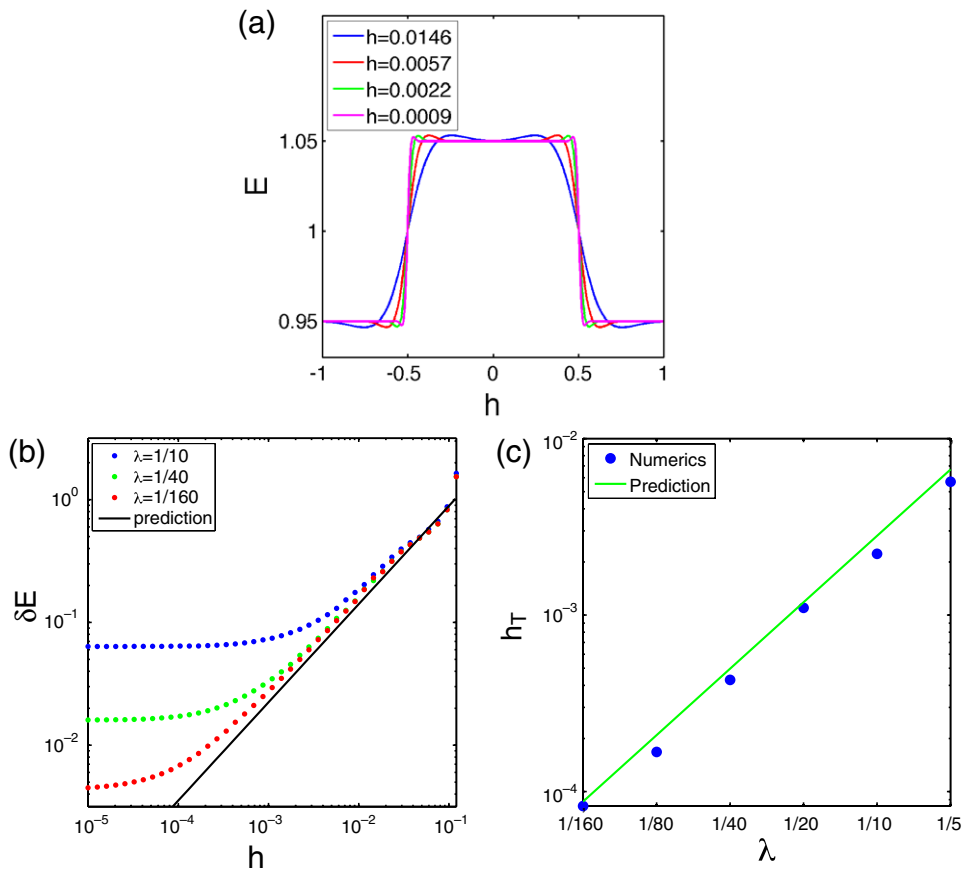 (a)
h=0.0146
h=0.0057
h=0.0022
h=0.0009
1.05
1
0.95
E
-1
-0.5
0
0.5
1
h
(b)
λ=1/10
λ=1/40
λ=1/160
prediction
10⁰
10⁻¹
10⁻²
δE
10⁻⁵
10⁻⁴
10⁻³
10⁻²
10⁻¹
h
(c)
Numerics
Prediction
10⁻²
10⁻³
10⁻⁴
h_T
1/160
1/80
1/40
1/20
1/10
1/5
λ